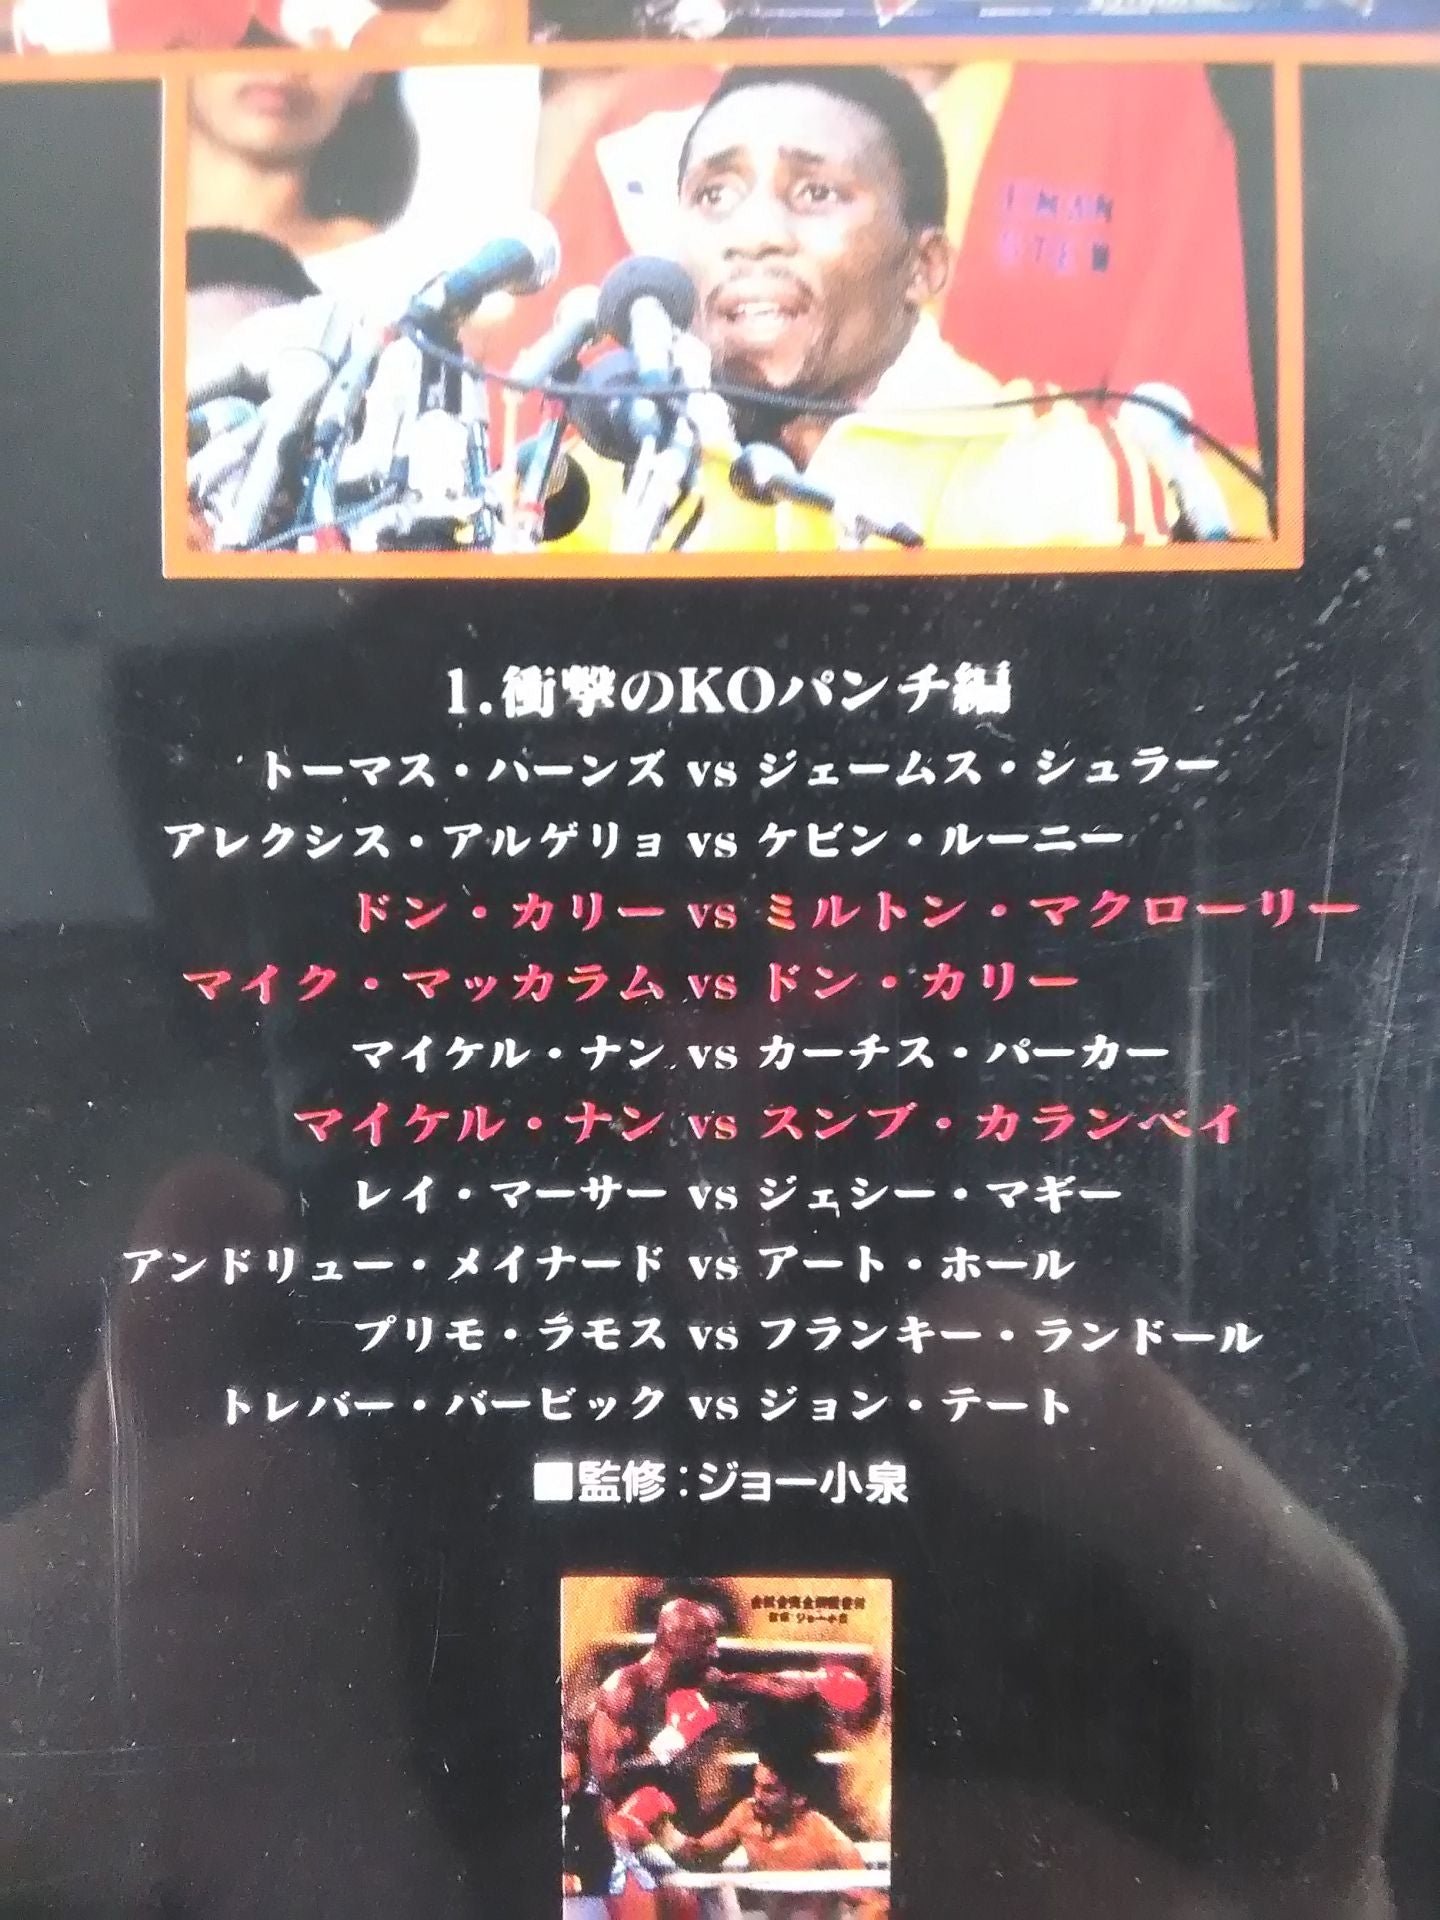 1.衝撃のKOパンチ編
トーマス・ハーンズ vs ジェームス・シュラー
アレクシス・アルゲリョ vs ケビン・ルーニー
ドン・カリー vs ミルトン・マクローリー
マイク・マッカラム vs ドン・カリー
マイケル・ナン vs カーチス・パーカー
マイケル・ナン vs スンブ・カランベイ
レイ・マーサー vs ジェシー・マギー
アンドリュー・メイナード vs アート・ホール
プリモ・ラモス vs フランキー・ランドール
トレバー・バービック vs ジョン・テート
■監修:ジョー小泉